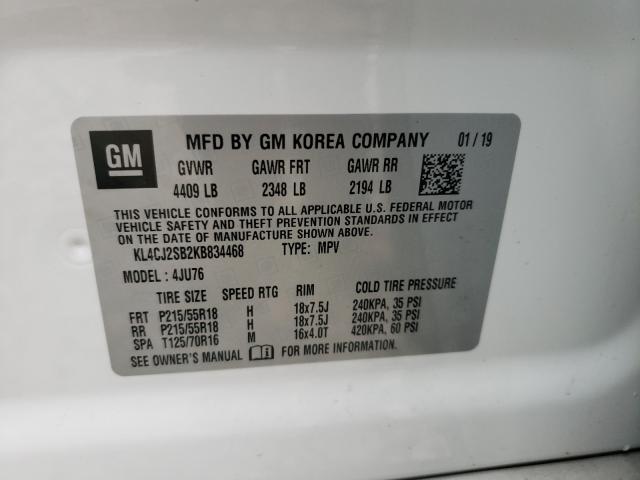 GM MFD BY GM KOREA COMPANY 01 / 19
GVWR GAWR FRT GAWR RR
4409 LB 2348 LB 2194 LB
THIS VEHICLE CONFORMS TO ALL APPLICABLE U.S. FEDERAL MOTOR
VEHICLE SAFETY AND THEFT PREVENTION STANDARDS IN EFFECT
ON THE DATE OF MANUFACTURE SHOWN ABOVE.
KL4CJ2SB2KB834468 TYPE: MPV
MODEL: 4JU76
TIRE SIZE SPEED RTG RIM COLD TIRE PRESSURE
FRT P215/55R18 H 18x7.5J 240KPA, 35 PSI
RR P215/55R18 H 18x7.5J 240KPA, 35 PSI
SPA T125/70R16 M 16x4.0T 420KPA, 60 PSI
SEE OWNER'S MANUAL FOR MORE INFORMATION.